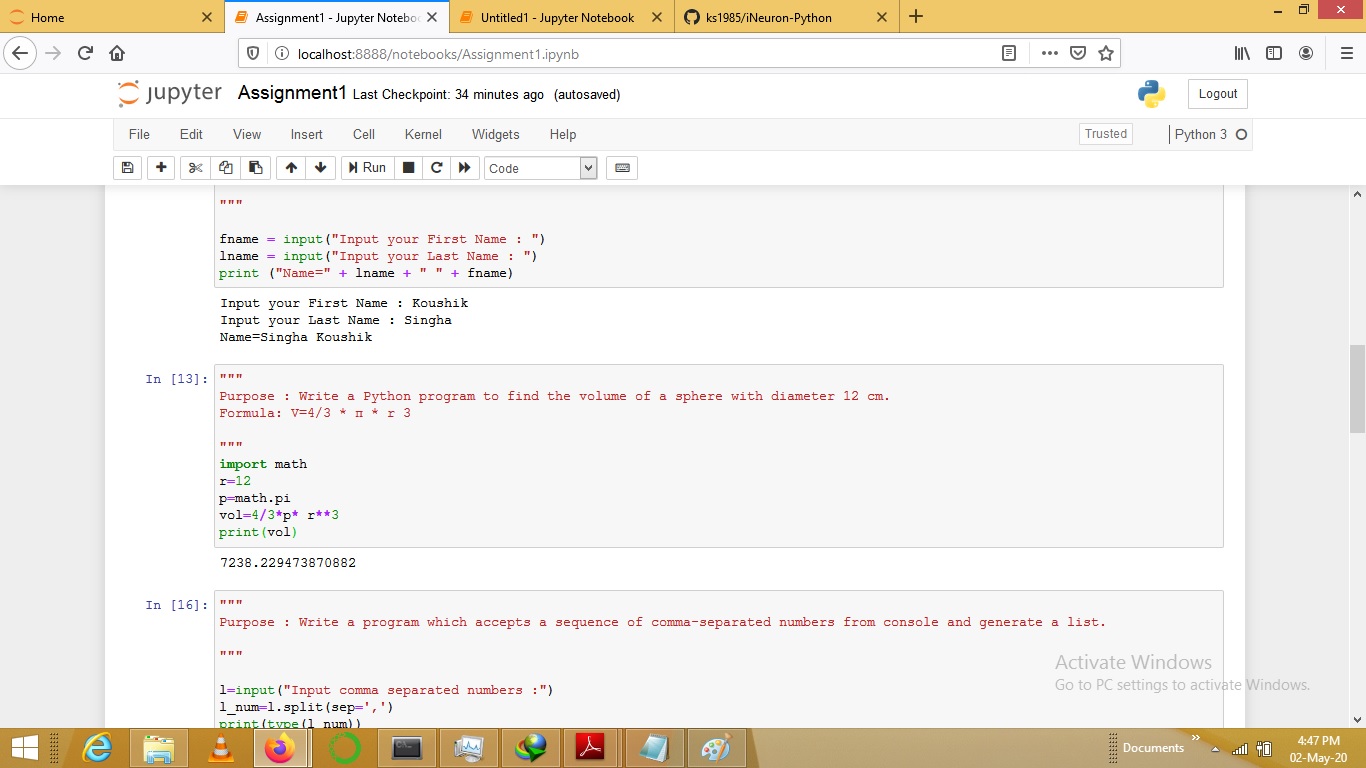 Home
Assignment1 - Jupyter Noteboo
Untitled1 - Jupyter Notebook
ks1985/iNeuron-Python
localhost:8888/notebooks/Assignment1.ipynb
jupyter Assignment1 Last Checkpoint: 34 minutes ago (autosaved)
Logout
File Edit View Insert Cell Kernel Widgets Help
Trusted
Python 3
Run
Code
"""
fname = input("Input your First Name : ")
lname = input("Input your Last Name : ")
print ("Name=" + lname + " " + fname)
Input your First Name : Koushik
Input your Last Name : Singha
Name=Singha Koushik
In [13]: """
Purpose : Write a Python program to find the volume of a sphere with diameter 12 cm.
Formula: V=4/3 * π * r 3
"""
import math
r=12
p=math.pi
vol=4/3*p* r**3
print(vol)
7238.229473870882
In [16]: """
Purpose : Write a program which accepts a sequence of comma-separated numbers from console and generate a list.
"""
l=input("Input comma separated numbers :")
l_num=l.split(sep=',')
print(type(l_num))
Activate Windows
Go to PC settings to activate Windows.
Documents
4:47 PM
02-May-20